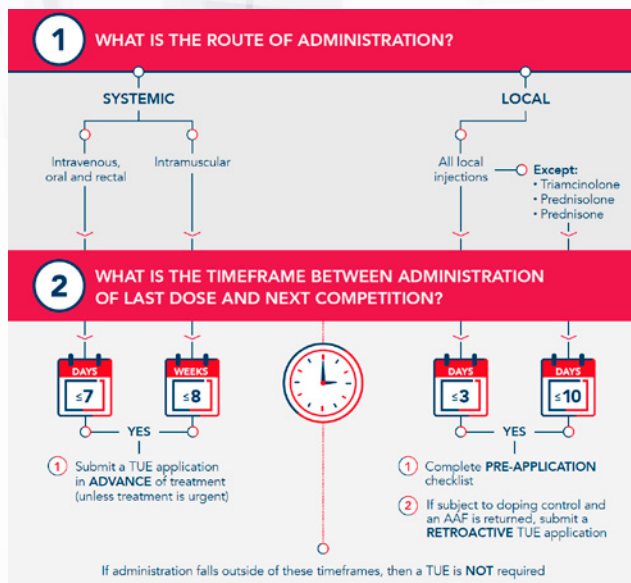 1 WHAT IS THE ROUTE OF ADMINISTRATION?
SYSTEMIC
LOCAL
Intravenous,
oral and rectal
Intramuscular
All local
injections
Except:
• Triamcinolone
• Prednisolone
• Prednisone
2 WHAT IS THE TIMEFRAME BETWEEN ADMINISTRATION
OF LAST DOSE AND NEXT COMPETITION?
DAYS
≤7
WEEKS
≤8
DAYS
≤3
DAYS
≤10
YES
1 Submit a TUE application
in ADVANCE of treatment
(unless treatment is urgent)
YES
1 Complete PRE-APPLICATION
checklist
2 If subject to doping control and
an AAF is returned, submit a
RETROACTIVE TUE application
If administration falls outside of these timeframes, then a TUE is NOT required